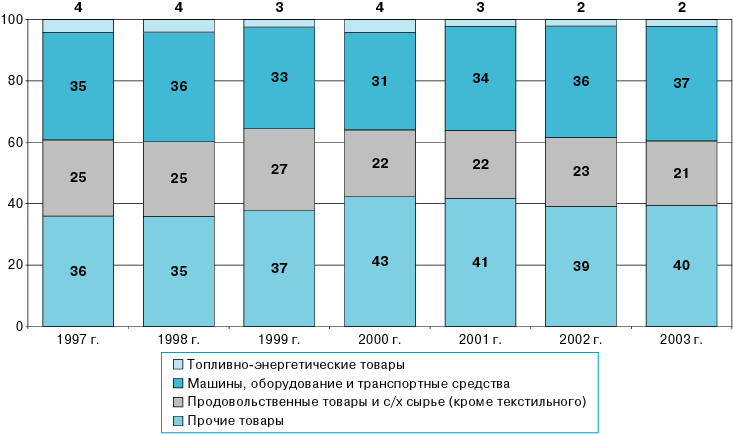 4 4 3 4 3 2 2
100
35 36 33 31 34 36 37
80
60
25 25 27 22 22 23 21
40
36 35 37 43 41 39 40
20
0
1997 г. 1998 г. 1999 г. 2000 г. 2001 г. 2002 г. 2003 г.
Топливно-энергетические товары
Машины, оборудование и транспортные средства
Продовольственные товары и с/х сырье (кроме текстильного)
Прочие товары